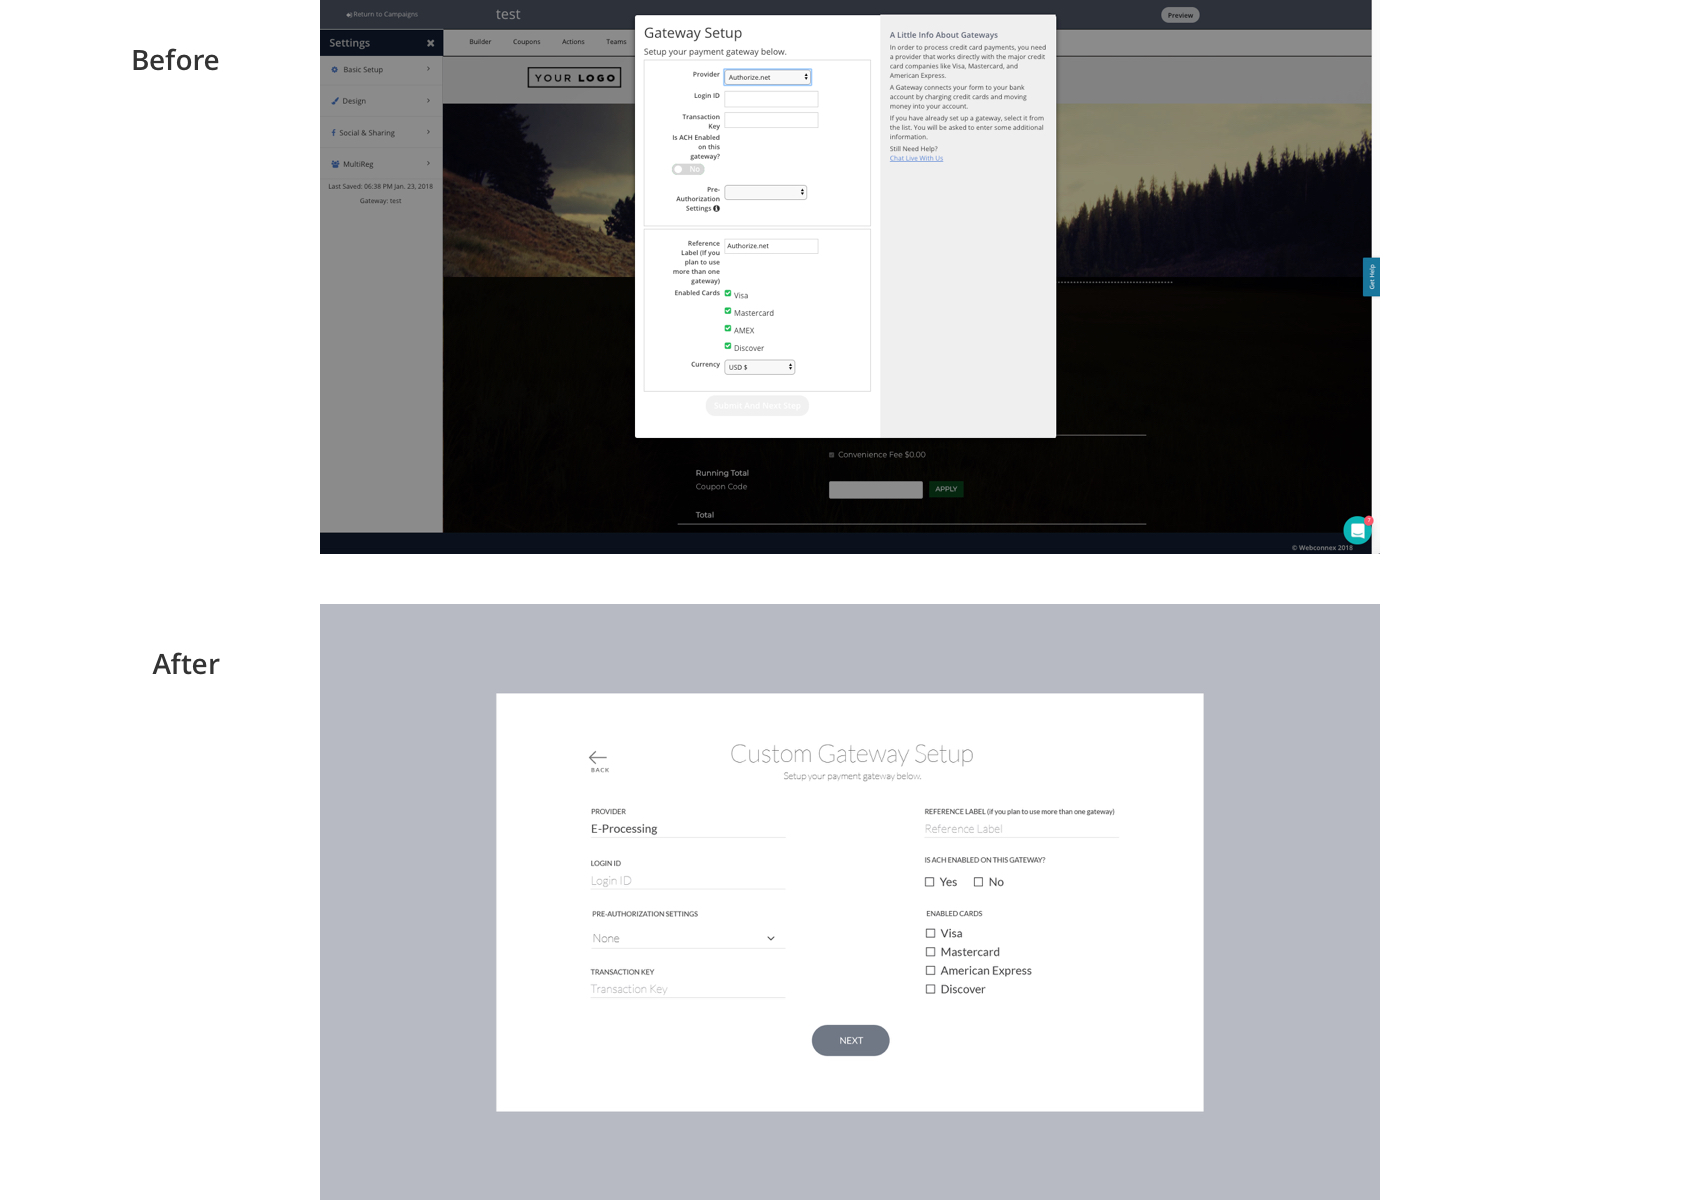 Before
Return to Campaigns
test
Preview
Settings
Builder
Coupons
Actions
Teams
Basic Setup
Design
Social & Sharing
MultiReg
Last Saved: 06:38 PM Jan. 23, 2018
Gateway: test
YOUR LOGO
Gateway Setup
Setup your payment gateway below.
Provider
Authorize.net
Login ID
Transaction
Key
Is ACH Enabled
on this
gateway?
No
Pre-
Authorization
Settings
Reference
Label (If you
plan to use
more than one
gateway)
Authorize.net
Enabled Cards
Visa
Mastercard
AMEX
Discover
Currency
USD $
Submit And Next Step
A Little Info About Gateways
In order to process credit card payments, you need
a provider that works directly with the major credit
card companies like Visa, Mastercard, and
American Express.
A Gateway connects your form to your bank
account by charging credit cards and moving
money into your account.
If you have already set up a gateway, select it from
the list. You will be asked to enter some additional
information.
Still Need Help?
Chat Live With Us
Get Help
Convenience Fee $0.00
Running Total
Coupon Code
APPLY
Total
© Webconnex 2018
After
BACK
Custom Gateway Setup
Setup your payment gateway below.
PROVIDER
E-Processing
LOGIN ID
Login ID
PRE-AUTHORIZATION SETTINGS
None
TRANSACTION KEY
Transaction Key
REFERENCE LABEL (if you plan to use more than one gateway)
Reference Label
IS ACH ENABLED ON THIS GATEWAY?
Yes No
ENABLED CARDS
Visa
Mastercard
American Express
Discover
NEXT